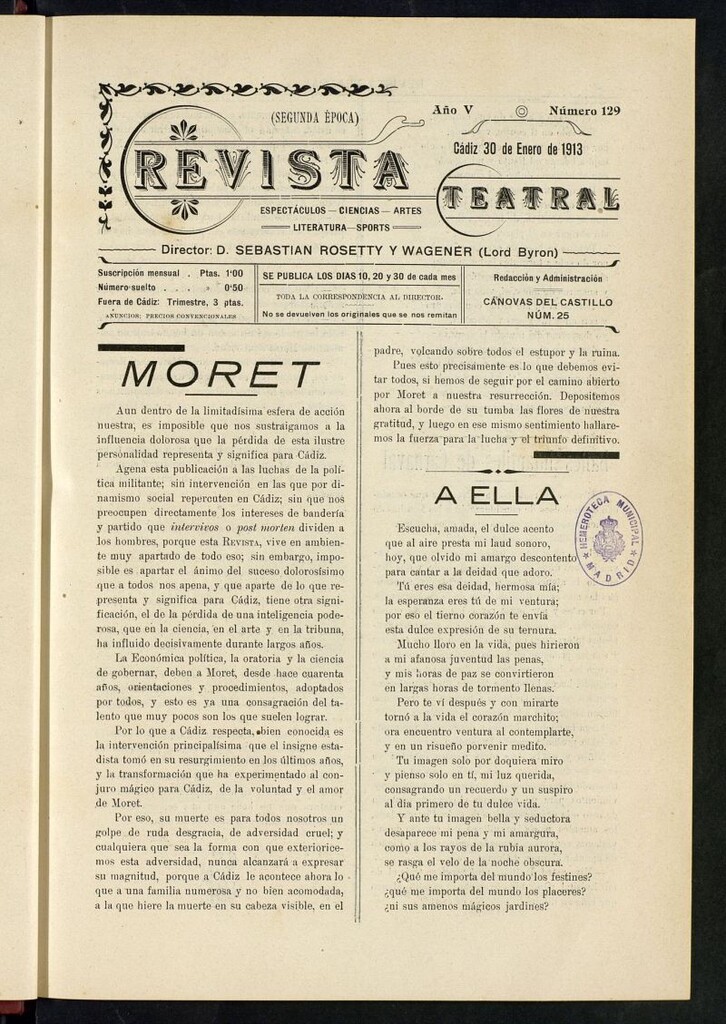 (SEGUNDA ÉPOCA)
Año V Número 129
Cádiz 30 de Enero de 1913
REVISTA
TEATRAL
ESPECTÁCULOS — CIENCIAS — ARTES
LITERATURA—SPORTS
Director: D. SEBASTIAN ROSETTY Y WAGENER (Lord Byron)
Suscripción mensual . Ptas. 1'00
Número suelto . . . . » 0'50
Fuera de Cádiz: Trimestre, 3 ptas.
ANUNCIOS: PRECIOS CONVENCIONALES
SE PUBLICA LOS DIAS 10, 20 y 30 de cada mes
TODA LA CORRESPONDENCIA AL DIRECTOR.
No se devuelven los originales que se nos remitan
Redacción y Administración
CÁNOVAS DEL CASTILLO
NÚM. 25
MORET
Aun dentro de la limitadísima esfera de acción
nuestra, es imposible que nos sustraigamos a la
influencia dolorosa que la pérdida de esta ilustre
personalidad representa y significa para Cádiz.
Agena esta publicación a las luchas de la polí-
tica militante; sin intervención en las que por di-
namismo social repercuten en Cádiz; sin que nos
preocupen directamente los intereses de bandería
y partido que intervivos o post morten dividen a
los hombres, porque esta REVISTA, vive en ambien-
te muy apartado de todo eso; sin embargo, impo-
sible es apartar el ánimo del suceso dolorosísimo
que a todos nos apena, y que aparte de lo que re-
presenta y significa para Cádiz, tiene otra signi-
ficación, el de la pérdida de una inteligencia pode-
rosa, que en la ciencia, en el arte y en la tribuna,
ha influido decisivamente durante largos años.
La Económica política, la oratoria y la ciencia
de gobernar, deben a Moret, desde hace cuarenta
años, orientaciones y procedimientos, adoptados
por todos, y esto es ya una consagración del ta-
lento que muy pocos son los que suelen lograr.
Por lo que a Cádiz respecta, bien conocida es
la intervención principalísima que el insigne esta-
dista tomó en su resurgimiento en los últimos años,
y la transformación que ha experimentado al con-
juro mágico para Cádiz, de la voluntad y el amor
de Moret.
Por eso, su muerte es para todos nosotros un
golpe de ruda desgracia, de adversidad cruel; y
cualquiera que sea la forma con que exteriorice-
mos esta adversidad, nunca alcanzará a expresar
su magnitud, porque a Cádiz le acontece ahora lo
que a una familia numerosa y no bien acomodada,
a la que hiere la muerte en su cabeza visible, en el
padre, volcando sobre todos el estupor y la ruina.
Pues esto precisamente es lo que debemos evi-
tar todos, si hemos de seguir por el camino abierto
por Moret a nuestra resurrección. Depositemos
ahora al borde de su tumba las flores de nuestra
gratitud, y luego en ese mismo sentimiento hallare-
mos la fuerza para la lucha y el triunfo definitivo.
A ELLA
Escucha, amada, el dulce acento
que al aire presta mi laud sonoro,
hoy, que olvido mi amargo descontento
para cantar a la deidad que adoro.
Tú eres esa deidad, hermosa mía;
la esperanza eres tú de mi ventura;
por eso el tierno corazón te envía
esta dulce expresión de su ternura.
Mucho lloro en la vida, pues hirieron
a mi afanosa juventud las penas,
y mis horas de paz se convirtieron
en largas horas de tormento llenas.
Pero te ví después y con mirarte
tornó a la vida el corazón marchito;
ora encuentro ventura al contemplarte,
y en un risueño porvenir medito.
Tu imagen solo por doquiera miro
y pienso solo en tí, mi luz querida,
consagrando un recuerdo y un suspiro
al día primero de tu dulce vida.
Y ante tu imagen bella y seductora
desaparece mi pena y mi amargura,
como a los rayos de la rubia aurora,
se rasga el velo de la noche obscura.
¿Qué me importa del mundo los festines?
¿qué me importa del mundo los placeres?
¿ni sus amenos mágicos jardines?
HEMEROTECA MUNICIPAL
MADRID